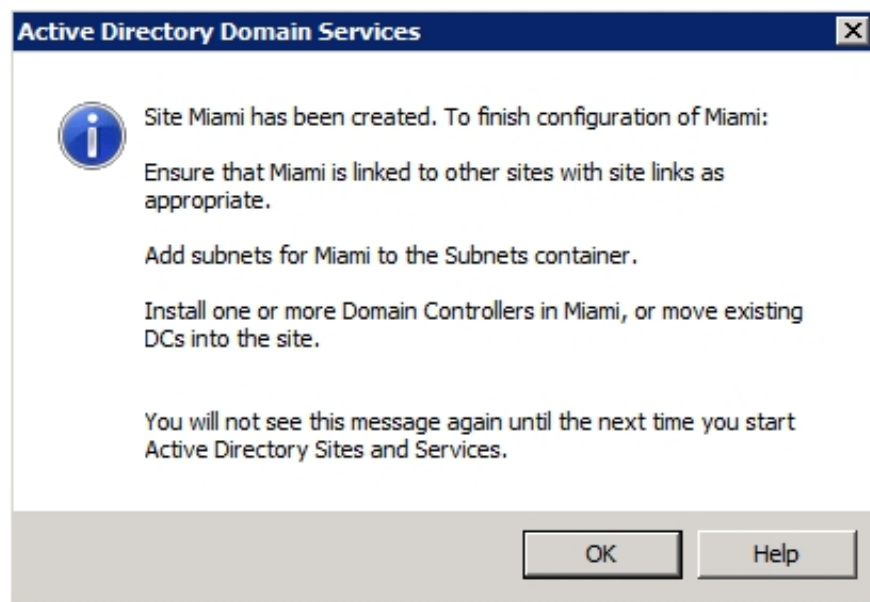 Active Directory Domain Services
Site Miami has been created. To finish configuration of Miami:
Ensure that Miami is linked to other sites with site links as
appropriate.
Add subnets for Miami to the Subnets container.
Install one or more Domain Controllers in Miami, or move existing
DCs into the site.
You will not see this message again until the next time you start
Active Directory Sites and Services.
OK
Help